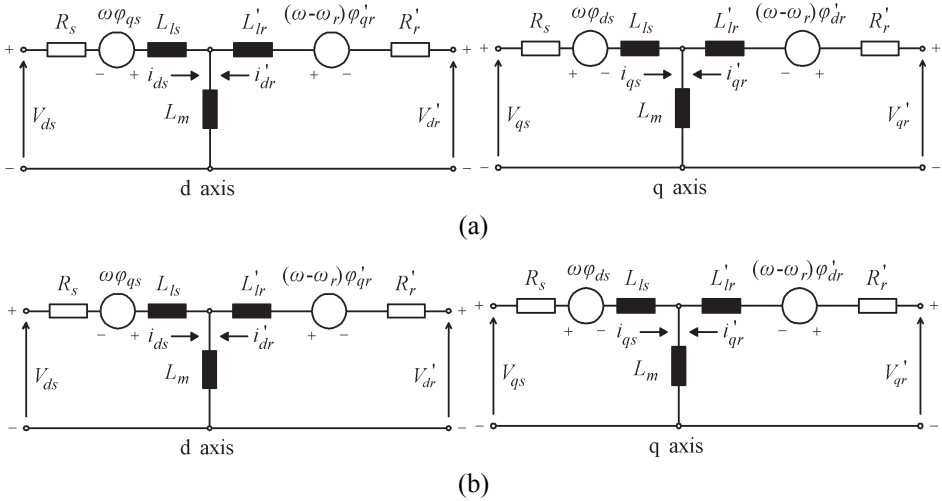 R_s ωφ_qs L_ls L'_lr (ω-ω_r)φ'_qr R'_r
+ − + i_ds i'_dr + − +
V_ds L_m V_dr'
− −
d axis
R_s ωφ_ds L_ls L'_lr (ω-ω_r)φ'_dr R'_r
+ + − i_qs i'_qr − + +
V_qs L_m V_qr'
− −
q axis
(a)
R_s ωφ_qs L_ls L'_lr (ω-ω_r)φ'_qr R'_r
+ − + i_ds i'_dr + − +
V_ds L_m V_dr'
− −
d axis
R_s ωφ_ds L_ls L'_lr (ω-ω_r)φ'_dr R'_r
+ + − i_qs i'_qr − + +
V_qs L_m V_qr'
− −
q axis
(b)